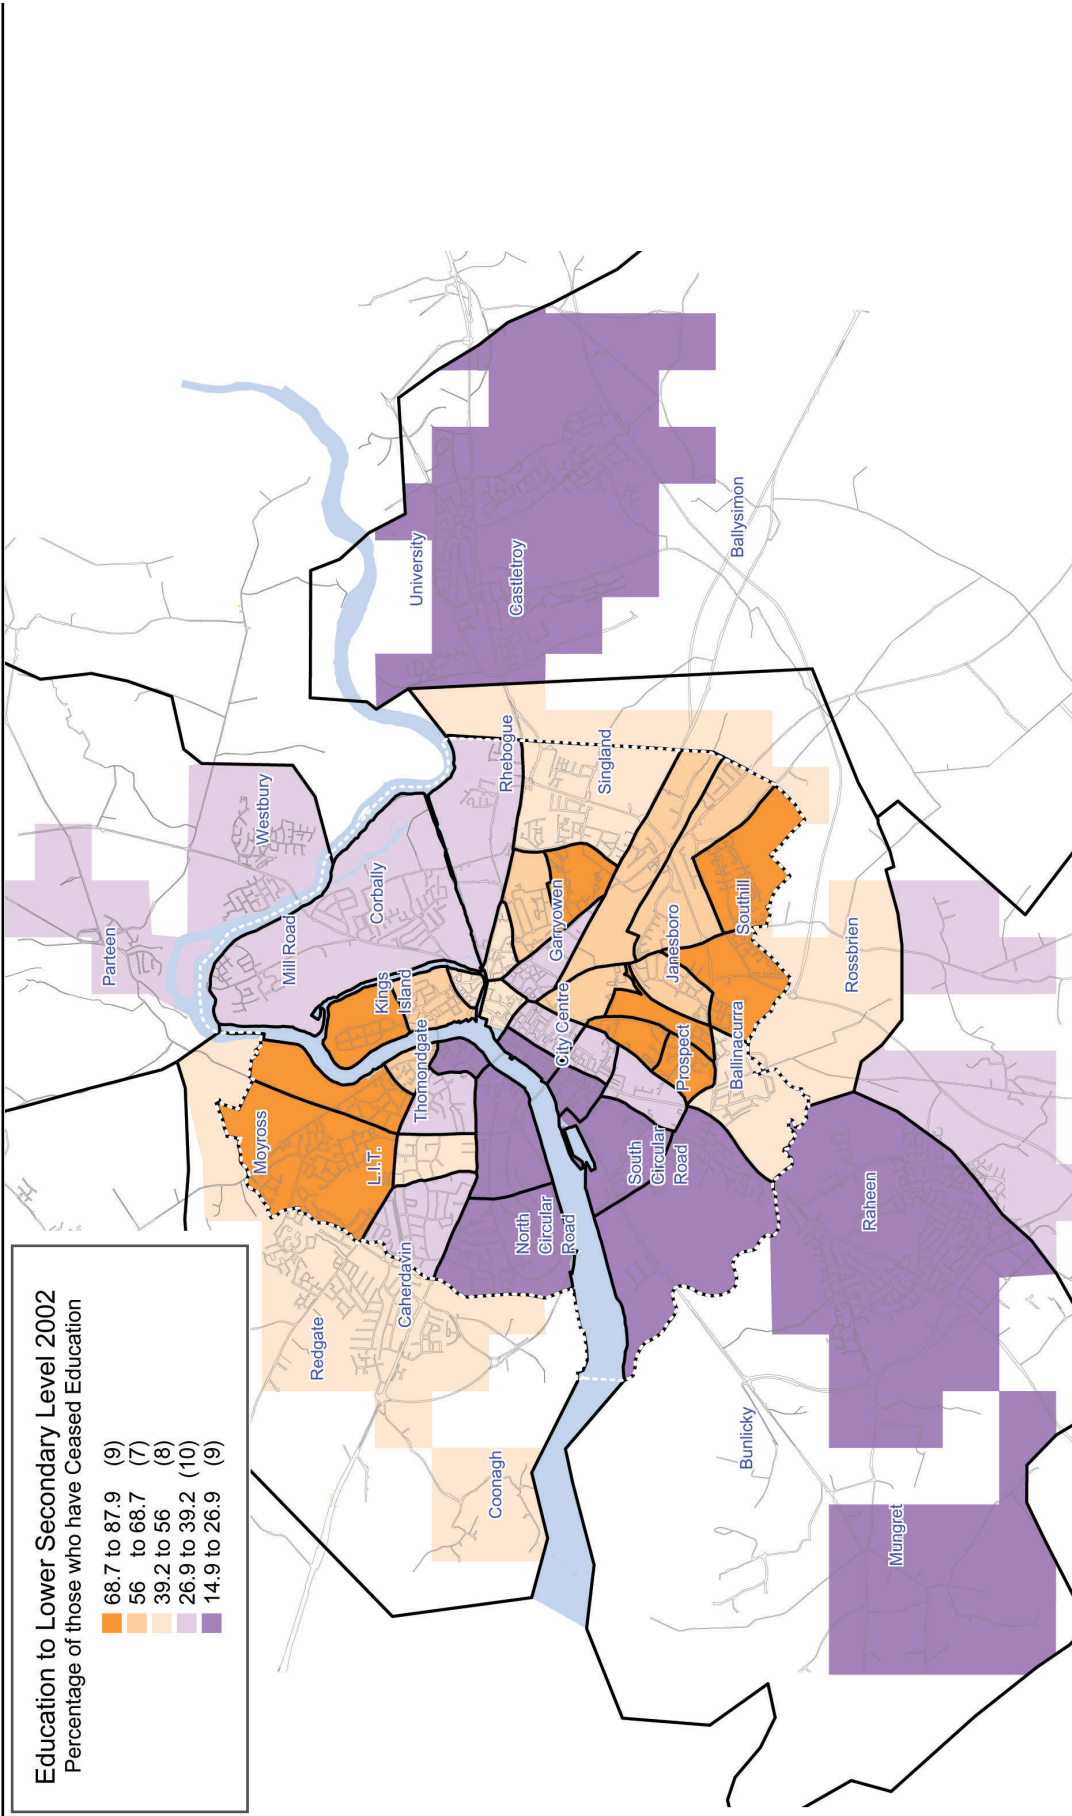 Education to Lower Secondary Level 2002
Percentage of those who have Ceased Education
68.7 to 87.9 (9)
56 to 68.7 (7)
39.2 to 56 (8)
26.9 to 39.2 (10)
14.9 to 26.9 (9)
Parteen
Westbury
Mill Road
Corbally
Moyross
Kings
Island
L.I.T.
Thomondgate
Redgate
Caherdavin
University
Coonagh
North
Circular
Road
City Centre
Garryowen
Rhebogue
Castletroy
Singland
South
Circular
Road
Prospect
Janesboro
Ballinacurra
Southill
Ballysimon
Bunlicky
Rossbrien
Raheen
Mungret